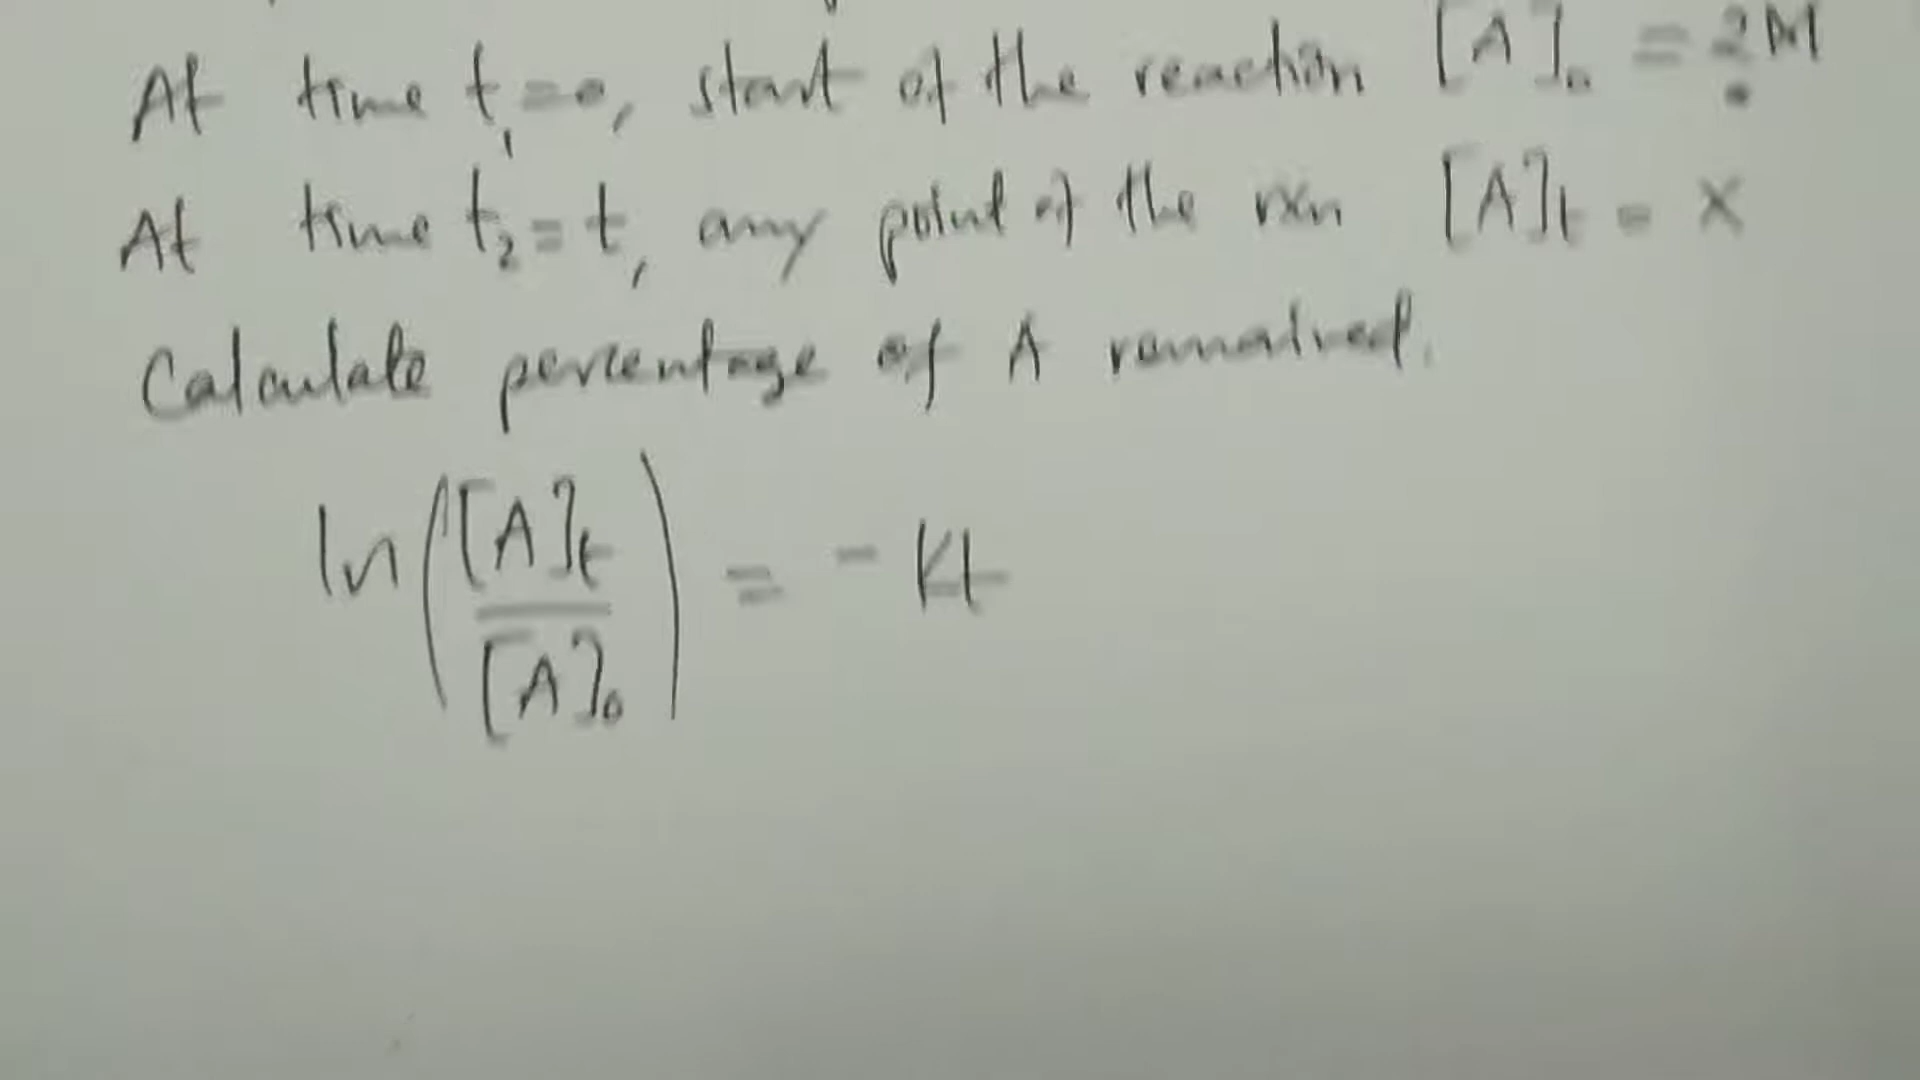 At time t₁=0, start of the reaction [A]₀ = 2M
At time t₂=t, any point of the rxn [A]t = x
Calculate percentage of A remained.
ln([A]t/[A]₀) = -kt